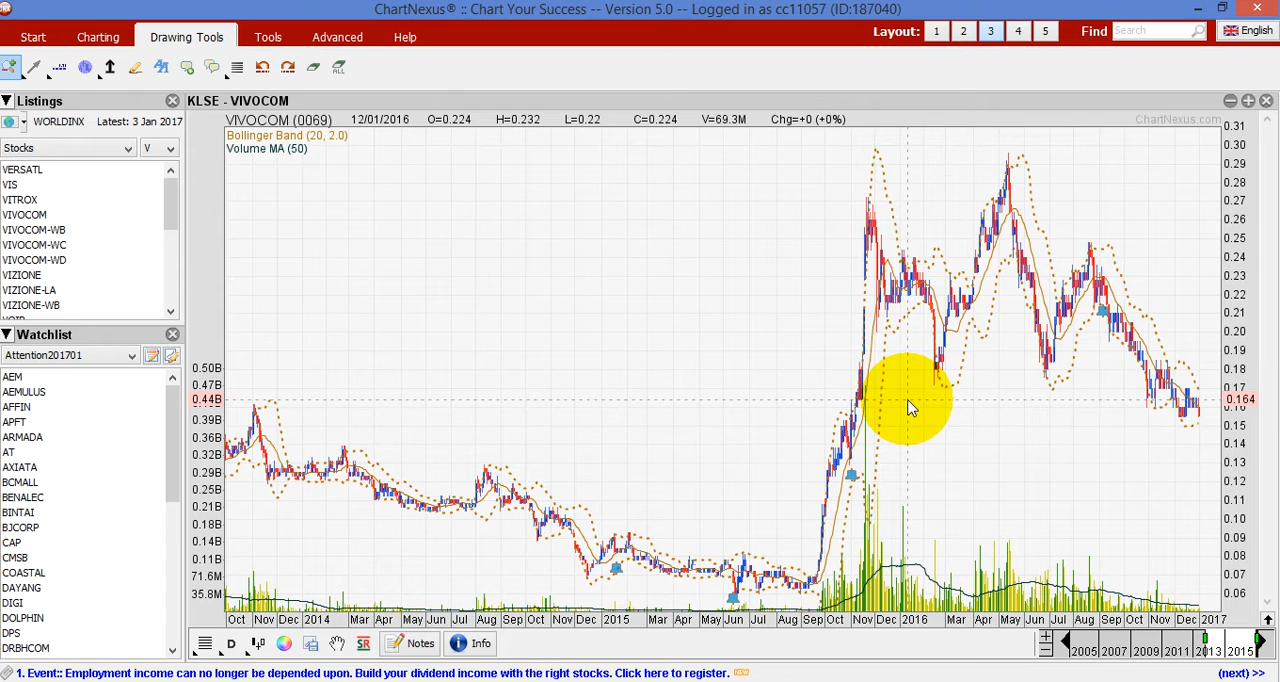 ChartNexus® :: Chart Your Success -- Version 5.0 -- Logged in as cc11057 (ID:187040)
Start Charting Drawing Tools Tools Advanced Help Layout: 1 2 3 4 5 Find Search English
ALL
Listings
WORLDINX Latest: 3 Jan 2017
Stocks V
VERSATL
VIS
VITROX
VIVOCOM
VIVOCOM-WB
VIVOCOM-WC
VIVOCOM-WD
VIZIONE
VIZIONE-LA
VIZIONE-WB
Watchlist
Attention201701
AEM
AEMULUS
AFFIN
APFT
ARMADA
AT
AXIATA
BCMALL
BENALEC
BINTAI
BJCORP
CAP
CMSB
COASTAL
DAYANG
DIGI
DOLPHIN
DPS
DRBHCOM
KLSE - VIVOCOM
VIVOCOM (0069) 12/01/2016 O=0.224 H=0.232 L=0.22 C=0.224 V=69.3M Chg=+0 (+0%) ChartNexus.com
Bollinger Band (20, 2.0)
Volume MA (50)
0.31
0.30
0.29
0.28
0.27
0.26
0.25
0.24
0.23
0.22
0.21
0.20
0.19
0.18
0.17
0.164
0.16
0.15
0.14
0.13
0.12
0.11
0.10
0.09
0.08
0.07
0.06
0.50B
0.47B
0.44B
0.39B
0.36B
0.32B
0.29B
0.25B
0.21B
0.18B
0.14B
0.11B
71.6M
35.8M
Oct Nov Dec 2014 Mar Apr May Jun Jul Aug Sep Oct Nov Dec 2015 Mar Apr May Jun Jul Aug Sep Oct Nov Dec 2016 Mar Apr May Jun Jul Aug Sep Oct Nov Dec 2017
D SR Notes Info 2005 2007 2009 2011 2013 2015
1. Event:: Employment income can no longer be depended upon. Build your dividend income with the right stocks. Click here to register. NEW (next) >>